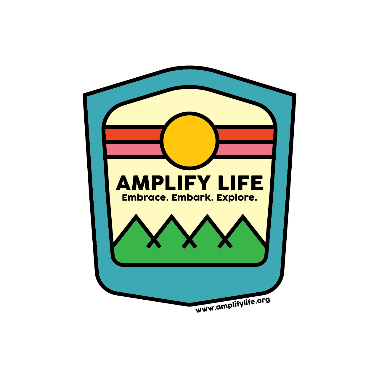 AMPLIFY LIFE
Embrace. Embark. Explore.
www.amplifylife.org